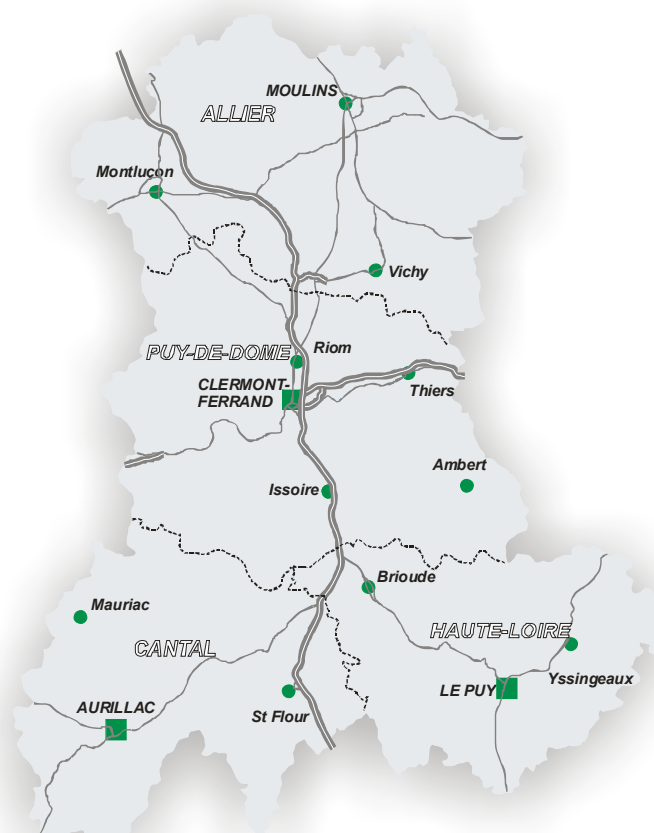 MOULINS
ALLIER
Montluçon
Vichy
Riom
PUY-DE-DOME
CLERMONT-
FERRAND
Thiers
Ambert
Issoire
Brioude
Mauriac
HAUTE-LOIRE
CANTAL
Yssingeaux
LE PUY
AURILLAC
St Flour